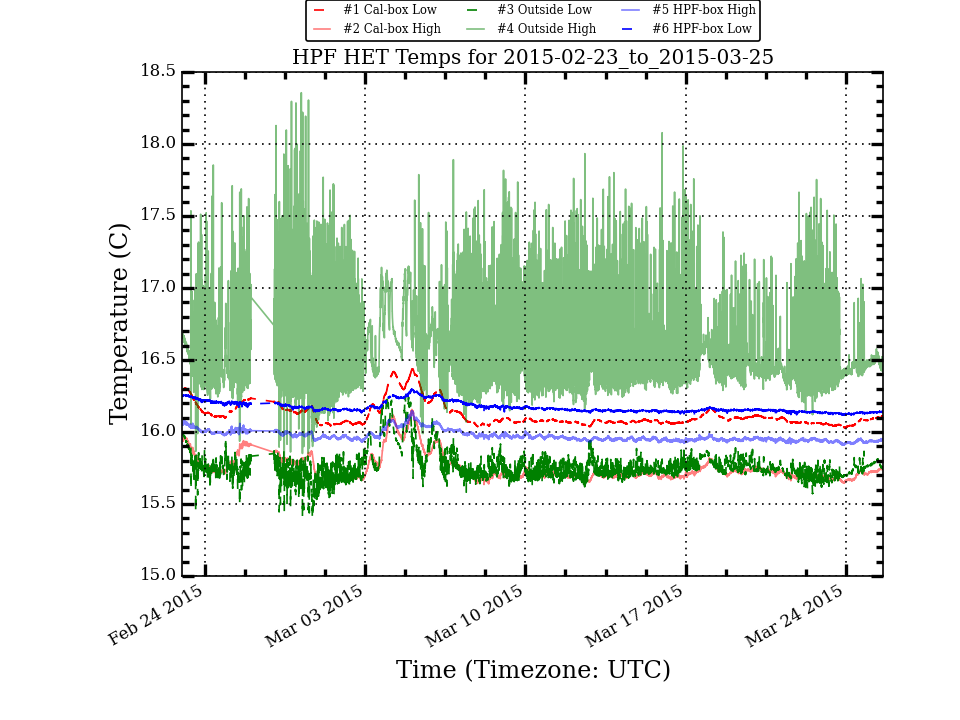 #1 Cal-box Low #3 Outside Low #5 HPF-box High
#2 Cal-box High #4 Outside High #6 HPF-box Low
HPF HET Temps for 2015-02-23_to_2015-03-25
18.5
18.0
17.5
17.0
16.5
16.0
15.5
15.0
Temperature (C)
Feb 24 2015 Mar 03 2015 Mar 10 2015 Mar 17 2015 Mar 24 2015
Time (Timezone: UTC)